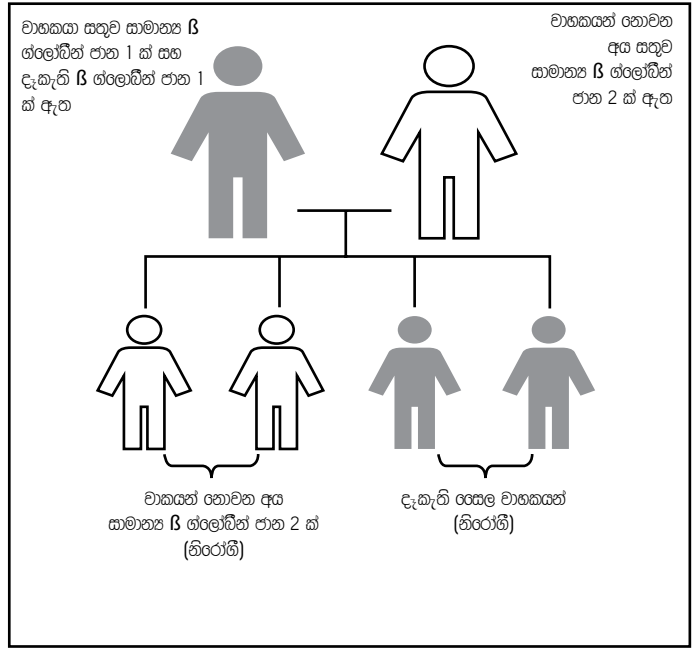 වාහකයා සතුව සාමාන්‍ය ß
ග්ලෝබීන් ජාන 1 ක් සහ
දෑකැති ß ග්ලෝබීන් ජාන 1
ක් ඇත
වාහකයන් නොවන
අය සතුව
සාමාන්‍ය ß ග්ලෝබීන්
ජාන 2 ක් ඇත
වාකයන් නොවන අය
සාමාන්‍ය ß ග්ලෝබීන් ජාන 2 ක්
(නිරෝගී)
දෑකැති සෛල වාහකයන්
(නිරෝගී)